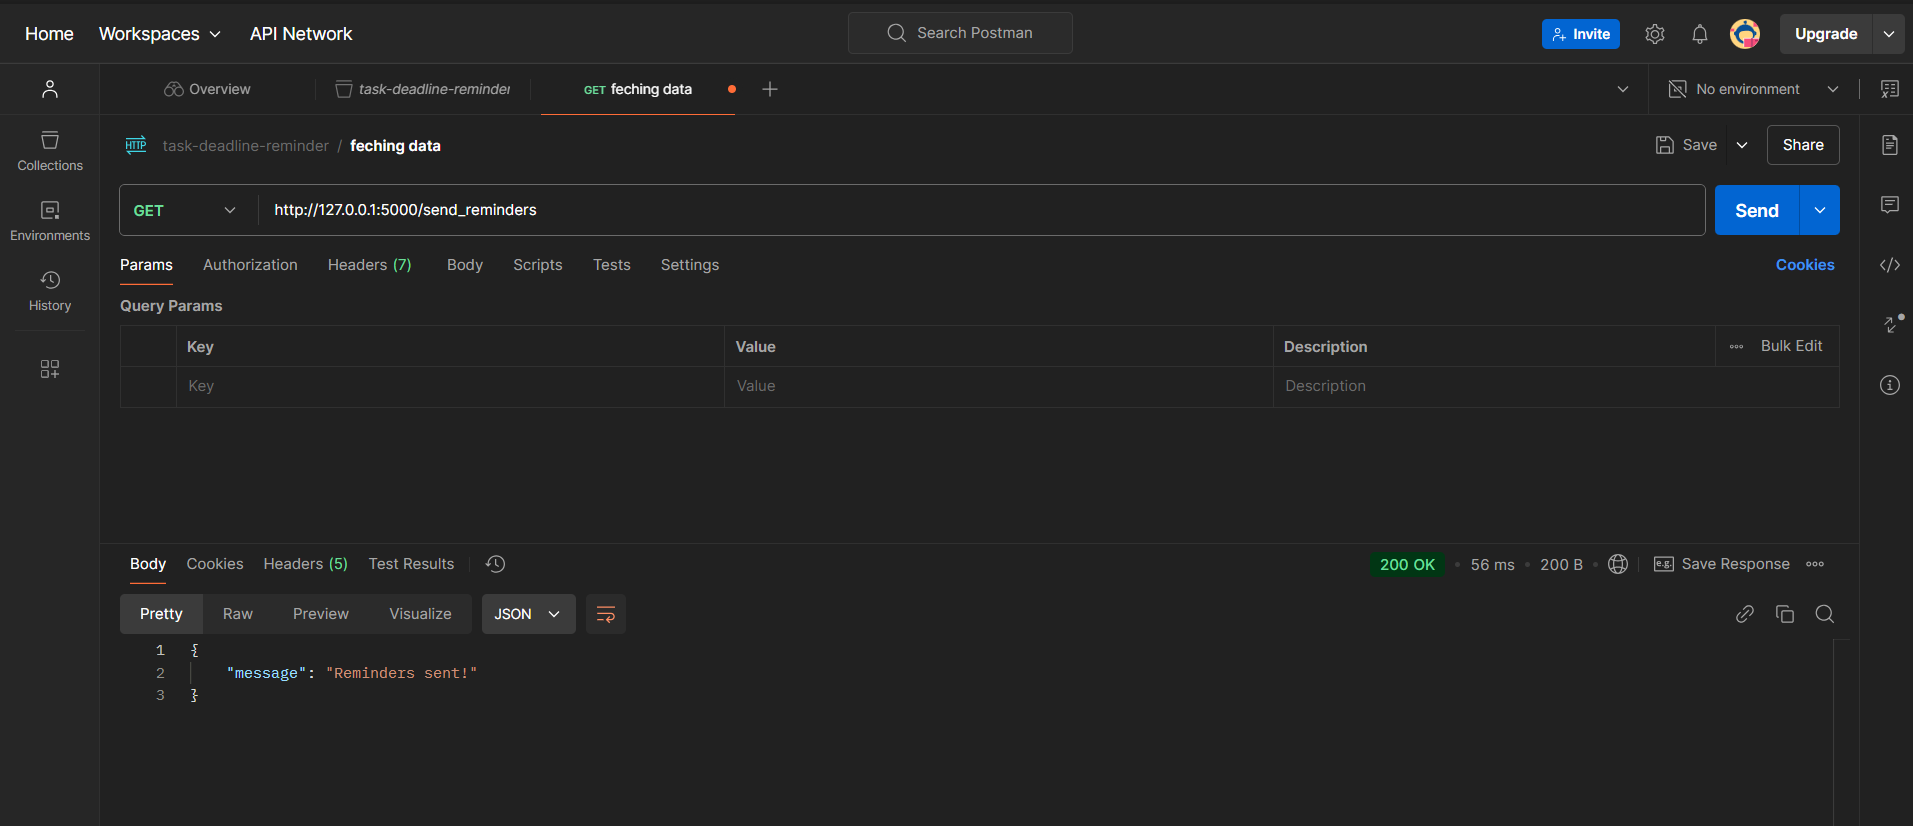 Home Workspaces API Network Search Postman Invite Upgrade
Overview task-deadline-reminder GET feching data No environment
HTTP task-deadline-reminder / feching data Save Share
Collections
Environments
History
GET http://127.0.0.1:5000/send_reminders Send
Params Authorization Headers (7) Body Scripts Tests Settings Cookies
Query Params
Key Value Description Bulk Edit
Key Value Description
Body Cookies Headers (5) Test Results 200 OK 56 ms 200 B e.g. Save Response
Pretty Raw Preview Visualize JSON
1 {
2 "message": "Reminders sent!"
3 }